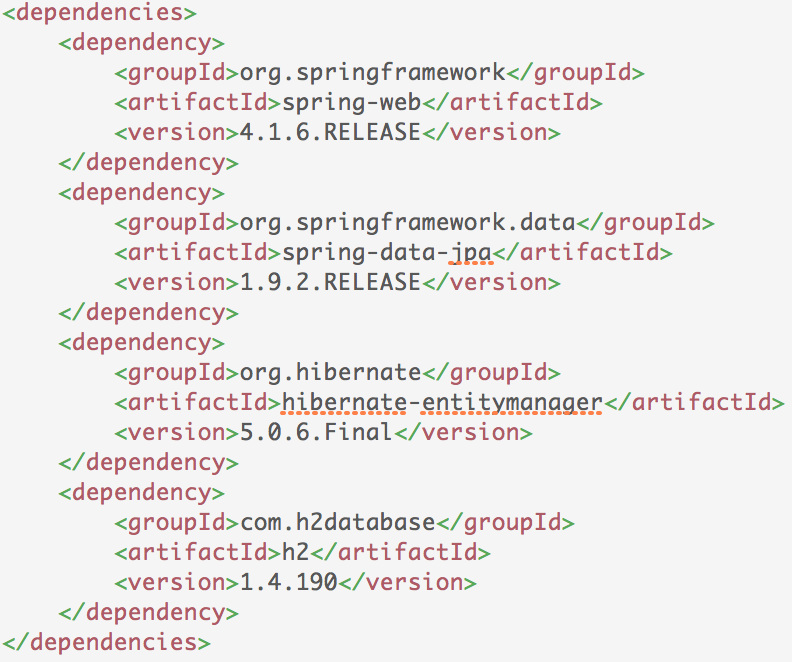 <dependencies>
    <dependency>
        <groupId>org.springframework</groupId>
        <artifactId>spring-web</artifactId>
        <version>4.1.6.RELEASE</version>
    </dependency>
    <dependency>
        <groupId>org.springframework.data</groupId>
        <artifactId>spring-data-jpa</artifactId>
        <version>1.9.2.RELEASE</version>
    </dependency>
    <dependency>
        <groupId>org.hibernate</groupId>
        <artifactId>hibernate-entitymanager</artifactId>
        <version>5.0.6.Final</version>
    </dependency>
    <dependency>
        <groupId>com.h2database</groupId>
        <artifactId>h2</artifactId>
        <version>1.4.190</version>
    </dependency>
</dependencies>